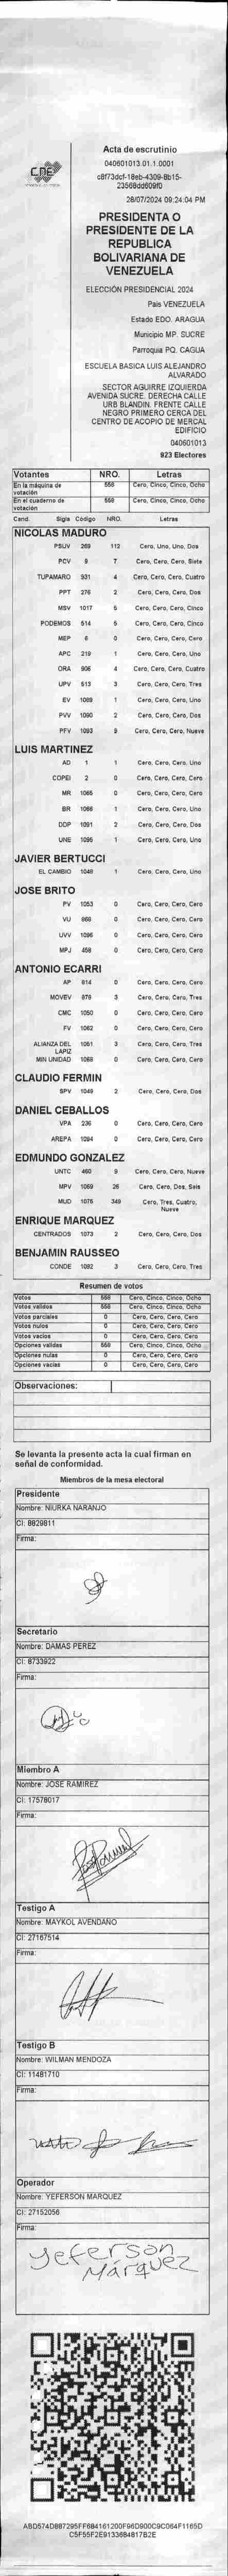 CNE
Acta de escrutinio
040601013.01.1.0001
c8f73dcf-18eb-4309-8b15-
23568dd609f0
28/07/2024 09:24:04 PM
PRESIDENTA O
PRESIDENTE DE LA
REPUBLICA
BOLIVARIANA DE
VENEZUELA
ELECCIÓN PRESIDENCIAL 2024
País VENEZUELA
Estado EDO. ARAGUA
Municipio MP. SUCRE
Parroquia PQ. CAGUA
ESCUELA BASICA LUIS ALEJANDRO
ALVARADO
SECTOR AGUIRRE IZQUIERDA
AVENIDA SUCRE. DERECHA CALLE
URB BLANDIN. FRENTE CALLE
NEGRO PRIMERO CERCA DEL
CENTRO DE ACOPIO DE MERCAL
EDIFICIO
040601013
923 Electores
Votantes NRO. Letras
En la máquina de votación 558 Cero, Cinco, Cinco, Ocho
En el cuaderno de votación 558 Cero, Cinco, Cinco, Ocho
Cand. Sigla Código NRO. Letras
NICOLAS MADURO
PSUV 269 112 Cero, Uno, Uno, Dos
PCV 9 7 Cero, Cero, Cero, Siete
TUPAMARO 931 4 Cero, Cero, Cero, Cuatro
PPT 276 2 Cero, Cero, Cero, Dos
MSV 1017 5 Cero, Cero, Cero, Cinco
PODEMOS 514 5 Cero, Cero, Cero, Cinco
MEP 6 0 Cero, Cero, Cero, Cero
APC 219 1 Cero, Cero, Cero, Uno
ORA 906 4 Cero, Cero, Cero, Cuatro
UPV 513 3 Cero, Cero, Cero, Tres
EV 1089 1 Cero, Cero, Cero, Uno
PVV 1090 2 Cero, Cero, Cero, Dos
PFV 1093 9 Cero, Cero, Cero, Nueve
LUIS MARTINEZ
AD 1 1 Cero, Cero, Cero, Uno
COPEI 2 0 Cero, Cero, Cero, Cero
MR 1065 0 Cero, Cero, Cero, Cero
BR 1066 1 Cero, Cero, Cero, Uno
DDP 1091 2 Cero, Cero, Cero, Dos
UNE 1095 1 Cero, Cero, Cero, Uno
JAVIER BERTUCCI
EL CAMBIO 1048 1 Cero, Cero, Cero, Uno
JOSE BRITO
PV 1053 0 Cero, Cero, Cero, Cero
VU 868 0 Cero, Cero, Cero, Cero
UVV 1096 0 Cero, Cero, Cero, Cero
MPJ 458 0 Cero, Cero, Cero, Cero
ANTONIO ECARRI
AP 814 0 Cero, Cero, Cero, Cero
MOVEV 879 3 Cero, Cero, Cero, Tres
CMC 1050 0 Cero, Cero, Cero, Cero
FV 1062 0 Cero, Cero, Cero, Cero
ALIANZA DEL LAPIZ 1051 3 Cero, Cero, Cero, Tres
MIN UNIDAD 1068 0 Cero, Cero, Cero, Cero
CLAUDIO FERMIN
SPV 1049 2 Cero, Cero, Cero, Dos
DANIEL CEBALLOS
VPA 236 0 Cero, Cero, Cero, Cero
AREPA 1094 0 Cero, Cero, Cero, Cero
EDMUNDO GONZALEZ
UNTC 460 9 Cero, Cero, Cero, Nueve
MPV 1069 26 Cero, Cero, Dos, Seis
MUD 1075 349 Cero, Tres, Cuatro,
Nueve
ENRIQUE MARQUEZ
CENTRADOS 1073 2 Cero, Cero, Cero, Dos
BENJAMIN RAUSSEO
CONDE 1092 3 Cero, Cero, Cero, Tres
Resumen de votos
Votos 558 Cero, Cinco, Cinco, Ocho
Votos validos 558 Cero, Cinco, Cinco, Ocho
Votos parciales 0 Cero, Cero, Cero, Cero
Votos nulos 0 Cero, Cero, Cero, Cero
Votos vacios 0 Cero, Cero, Cero, Cero
Opciones validas 558 Cero, Cinco, Cinco, Ocho
Opciones nulas 0 Cero, Cero, Cero, Cero
Opciones vacias 0 Cero, Cero, Cero, Cero
Observaciones:
Se levanta la presente acta la cual firman en
señal de conformidad.
Miembros de la mesa electoral
Presidente
Nombre: NIURKA NARANJO
CI: 8829811
Firma:
Secretario
Nombre: DAMAS PEREZ
CI: 8733922
Firma:
Miembro A
Nombre: JOSE RAMIREZ
CI: 17578017
Firma:
Testigo A
Nombre: MAYKOL AVENDAÑO
CI: 27167514
Firma:
Testigo B
Nombre: WILMAN MENDOZA
CI: 11481710
Firma:
Operador
Nombre: YEFERSON MARQUEZ
CI: 27152056
Firma:
Yeferson
Márquez
ABD574D887295FF684161200F96D900C9C064F1165D
C5F55F2E9133684817B2E